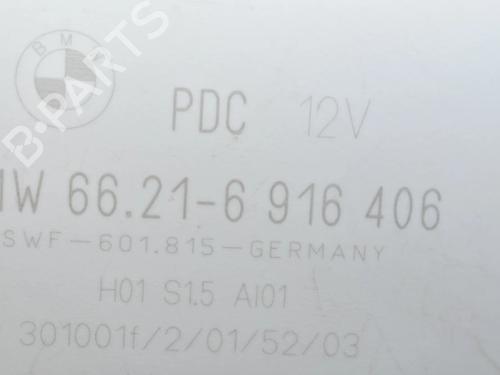 BMW
B-PARTS
PDC 12V
66.21-6 916 406
SWF-601.815-GERMANY
H01 S1.5 AI01
301001f/2/01/52/03